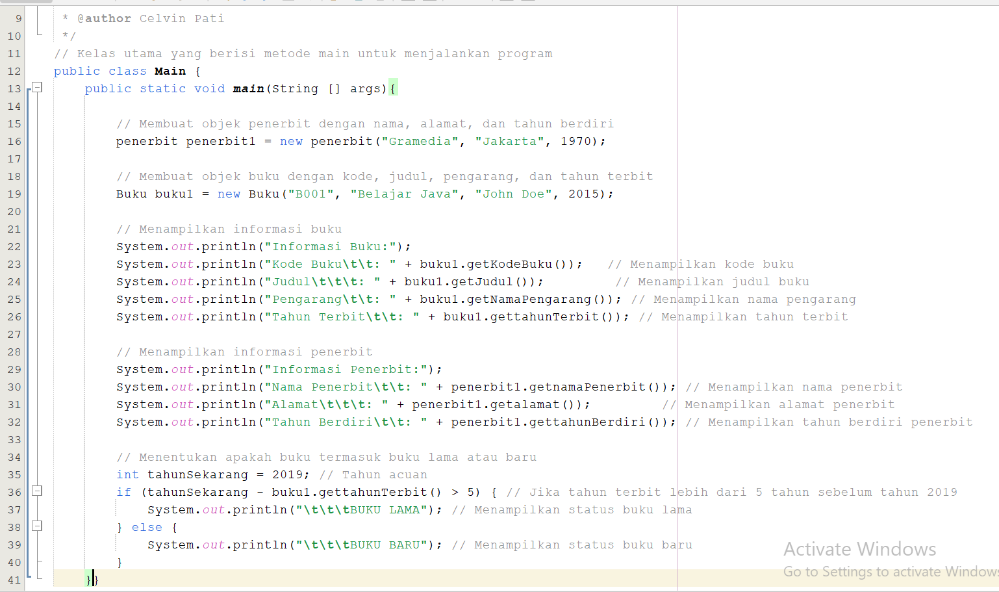 9 * @author Celvin Pati
10 */
11 // Kelas utama yang berisi metode main untuk menjalankan program
12 public class Main {
13 public static void main(String [] args){
14
15 // Membuat objek penerbit dengan nama, alamat, dan tahun berdiri
16 penerbit penerbit1 = new penerbit("Gramedia", "Jakarta", 1970);
17
18 // Membuat objek buku dengan kode, judul, pengarang, dan tahun terbit
19 Buku buku1 = new Buku("B001", "Belajar Java", "John Doe", 2015);
20
21 // Menampilkan informasi buku
22 System.out.println("Informasi Buku:");
23 System.out.println("Kode Buku\t\t: " + buku1.getKodeBuku()); // Menampilkan kode buku
24 System.out.println("Judul\t\t\t: " + buku1.getJudul()); // Menampilkan judul buku
25 System.out.println("Pengarang\t\t: " + buku1.getNamaPengarang()); // Menampilkan nama pengarang
26 System.out.println("Tahun Terbit\t\t: " + buku1.gettahunTerbit()); // Menampilkan tahun terbit
27
28 // Menampilkan informasi penerbit
29 System.out.println("Informasi Penerbit:");
30 System.out.println("Nama Penerbit\t\t: " + penerbit1.getnamaPenerbit()); // Menampilkan nama penerbit
31 System.out.println("Alamat\t\t\t: " + penerbit1.getalamat()); // Menampilkan alamat penerbit
32 System.out.println("Tahun Berdiri\t\t: " + penerbit1.gettahunBerdiri()); // Menampilkan tahun berdiri penerbit
33
34 // Menentukan apakah buku termasuk buku lama atau baru
35 int tahunSekarang = 2019; // Tahun acuan
36 if (tahunSekarang - buku1.gettahunTerbit() > 5) { // Jika tahun terbit lebih dari 5 tahun sebelum tahun 2019
37 System.out.println("\t\t\tBUKU LAMA"); // Menampilkan status buku lama
38 } else {
39 System.out.println("\t\t\tBUKU BARU"); // Menampilkan status buku baru
40 }
41 }}
Activate Windows
Go to Settings to activate Windows